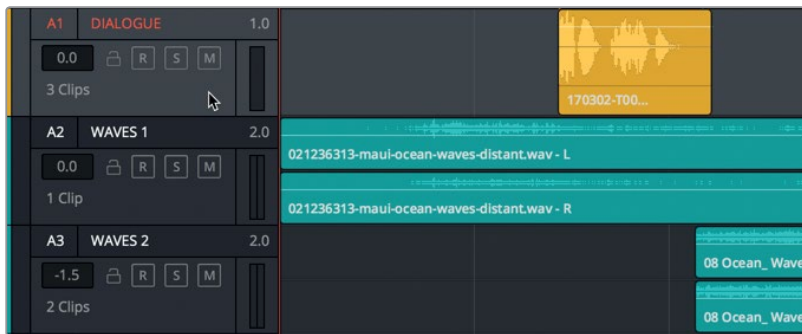 A1 DIALOGUE 1.0
0.0 R S M
3 Clips
170302-T00...
A2 WAVES 1 2.0
021236313-maui-ocean-waves-distant.wav - L
0.0 R S M
1 Clip
021236313-maui-ocean-waves-distant.wav - R
A3 WAVES 2 2.0
08 Ocean_ Wave
-1.5 R S M
2 Clips
08 Ocean_ Wave